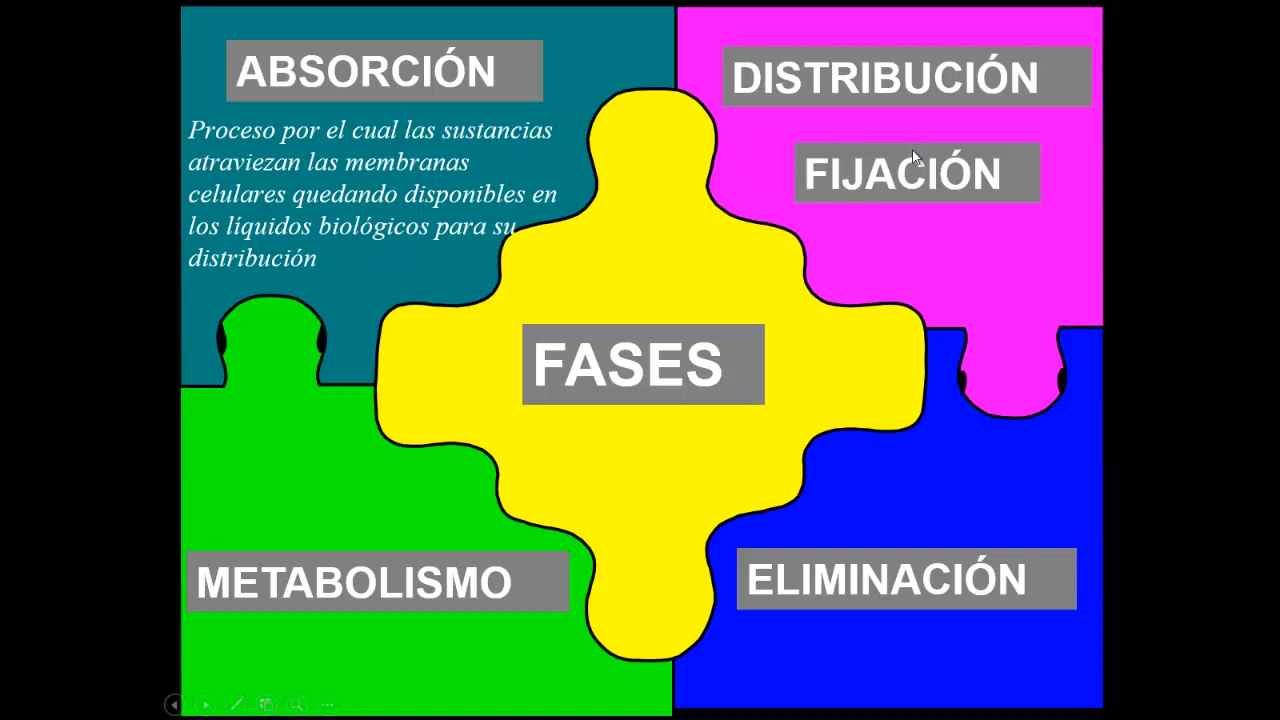 ABSORCIÓN
Proceso por el cual las sustancias
atraviezan las membranas
celulares quedando disponibles en
los líquidos biológicos para su
distribución
DISTRIBUCIÓN
FIJACIÓN
FASES
METABOLISMO
ELIMINACIÓN